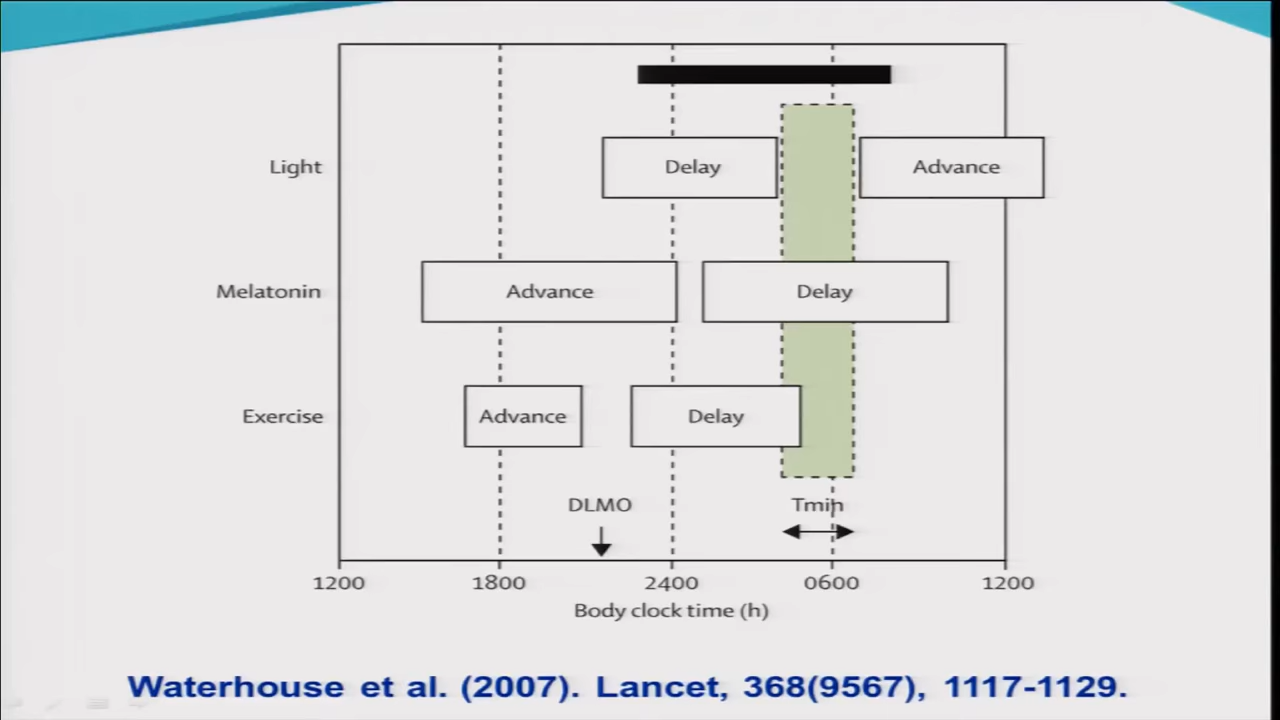 Light Delay Advance
Melatonin Advance Delay
Exercise Advance Delay
DLMO Tmin
1200 1800 2400 0600 1200
Body clock time (h)
Waterhouse et al. (2007). Lancet, 368(9567), 1117-1129.